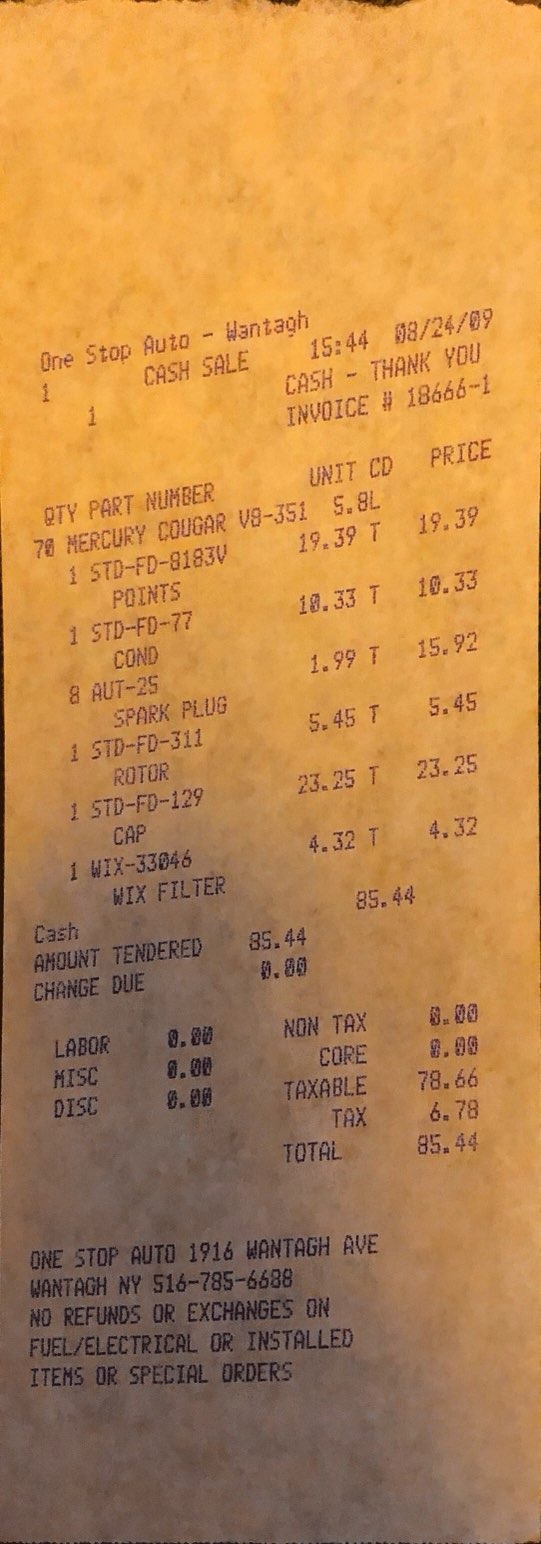 One Stop Auto - Wantagh
1 CASH SALE 15:44 08/24/09
1 CASH - THANK YOU
INVOICE # 18666-1
QTY PART NUMBER UNIT CD PRICE
70 MERCURY COUGAR V8-351 5.8L
1 STD-FD-8183V 19.39 T 19.39
POINTS
1 STD-FD-77 10.33 T 10.33
COND
8 AUT-25 1.99 T 15.92
SPARK PLUG
1 STD-FD-311 5.45 T 5.45
ROTOR
1 STD-FD-129 23.25 T 23.25
CAP
1 WIX-33046 4.32 T 4.32
WIX FILTER
Cash 85.44
AMOUNT TENDERED 85.44
CHANGE DUE 0.00
LABOR 0.00 NON TAX 0.00
MISC 0.00 CORE 0.00
DISC 0.00 TAXABLE 78.66
TAX 6.78
TOTAL 85.44
ONE STOP AUTO 1916 WANTAGH AVE
WANTAGH NY 516-785-6688
NO REFUNDS OR EXCHANGES ON
FUEL/ELECTRICAL OR INSTALLED
ITEMS OR SPECIAL ORDERS